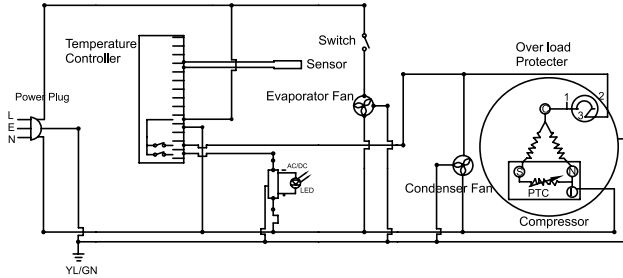 Temperature
Controller
Switch
Over load
Protecter
Sensor
Power Plug
Evaporator Fan
1
2
3
C
L
E
N
AC/DC
LED
Condenser Fan
S
N
PTC
Compressor
YL/GN